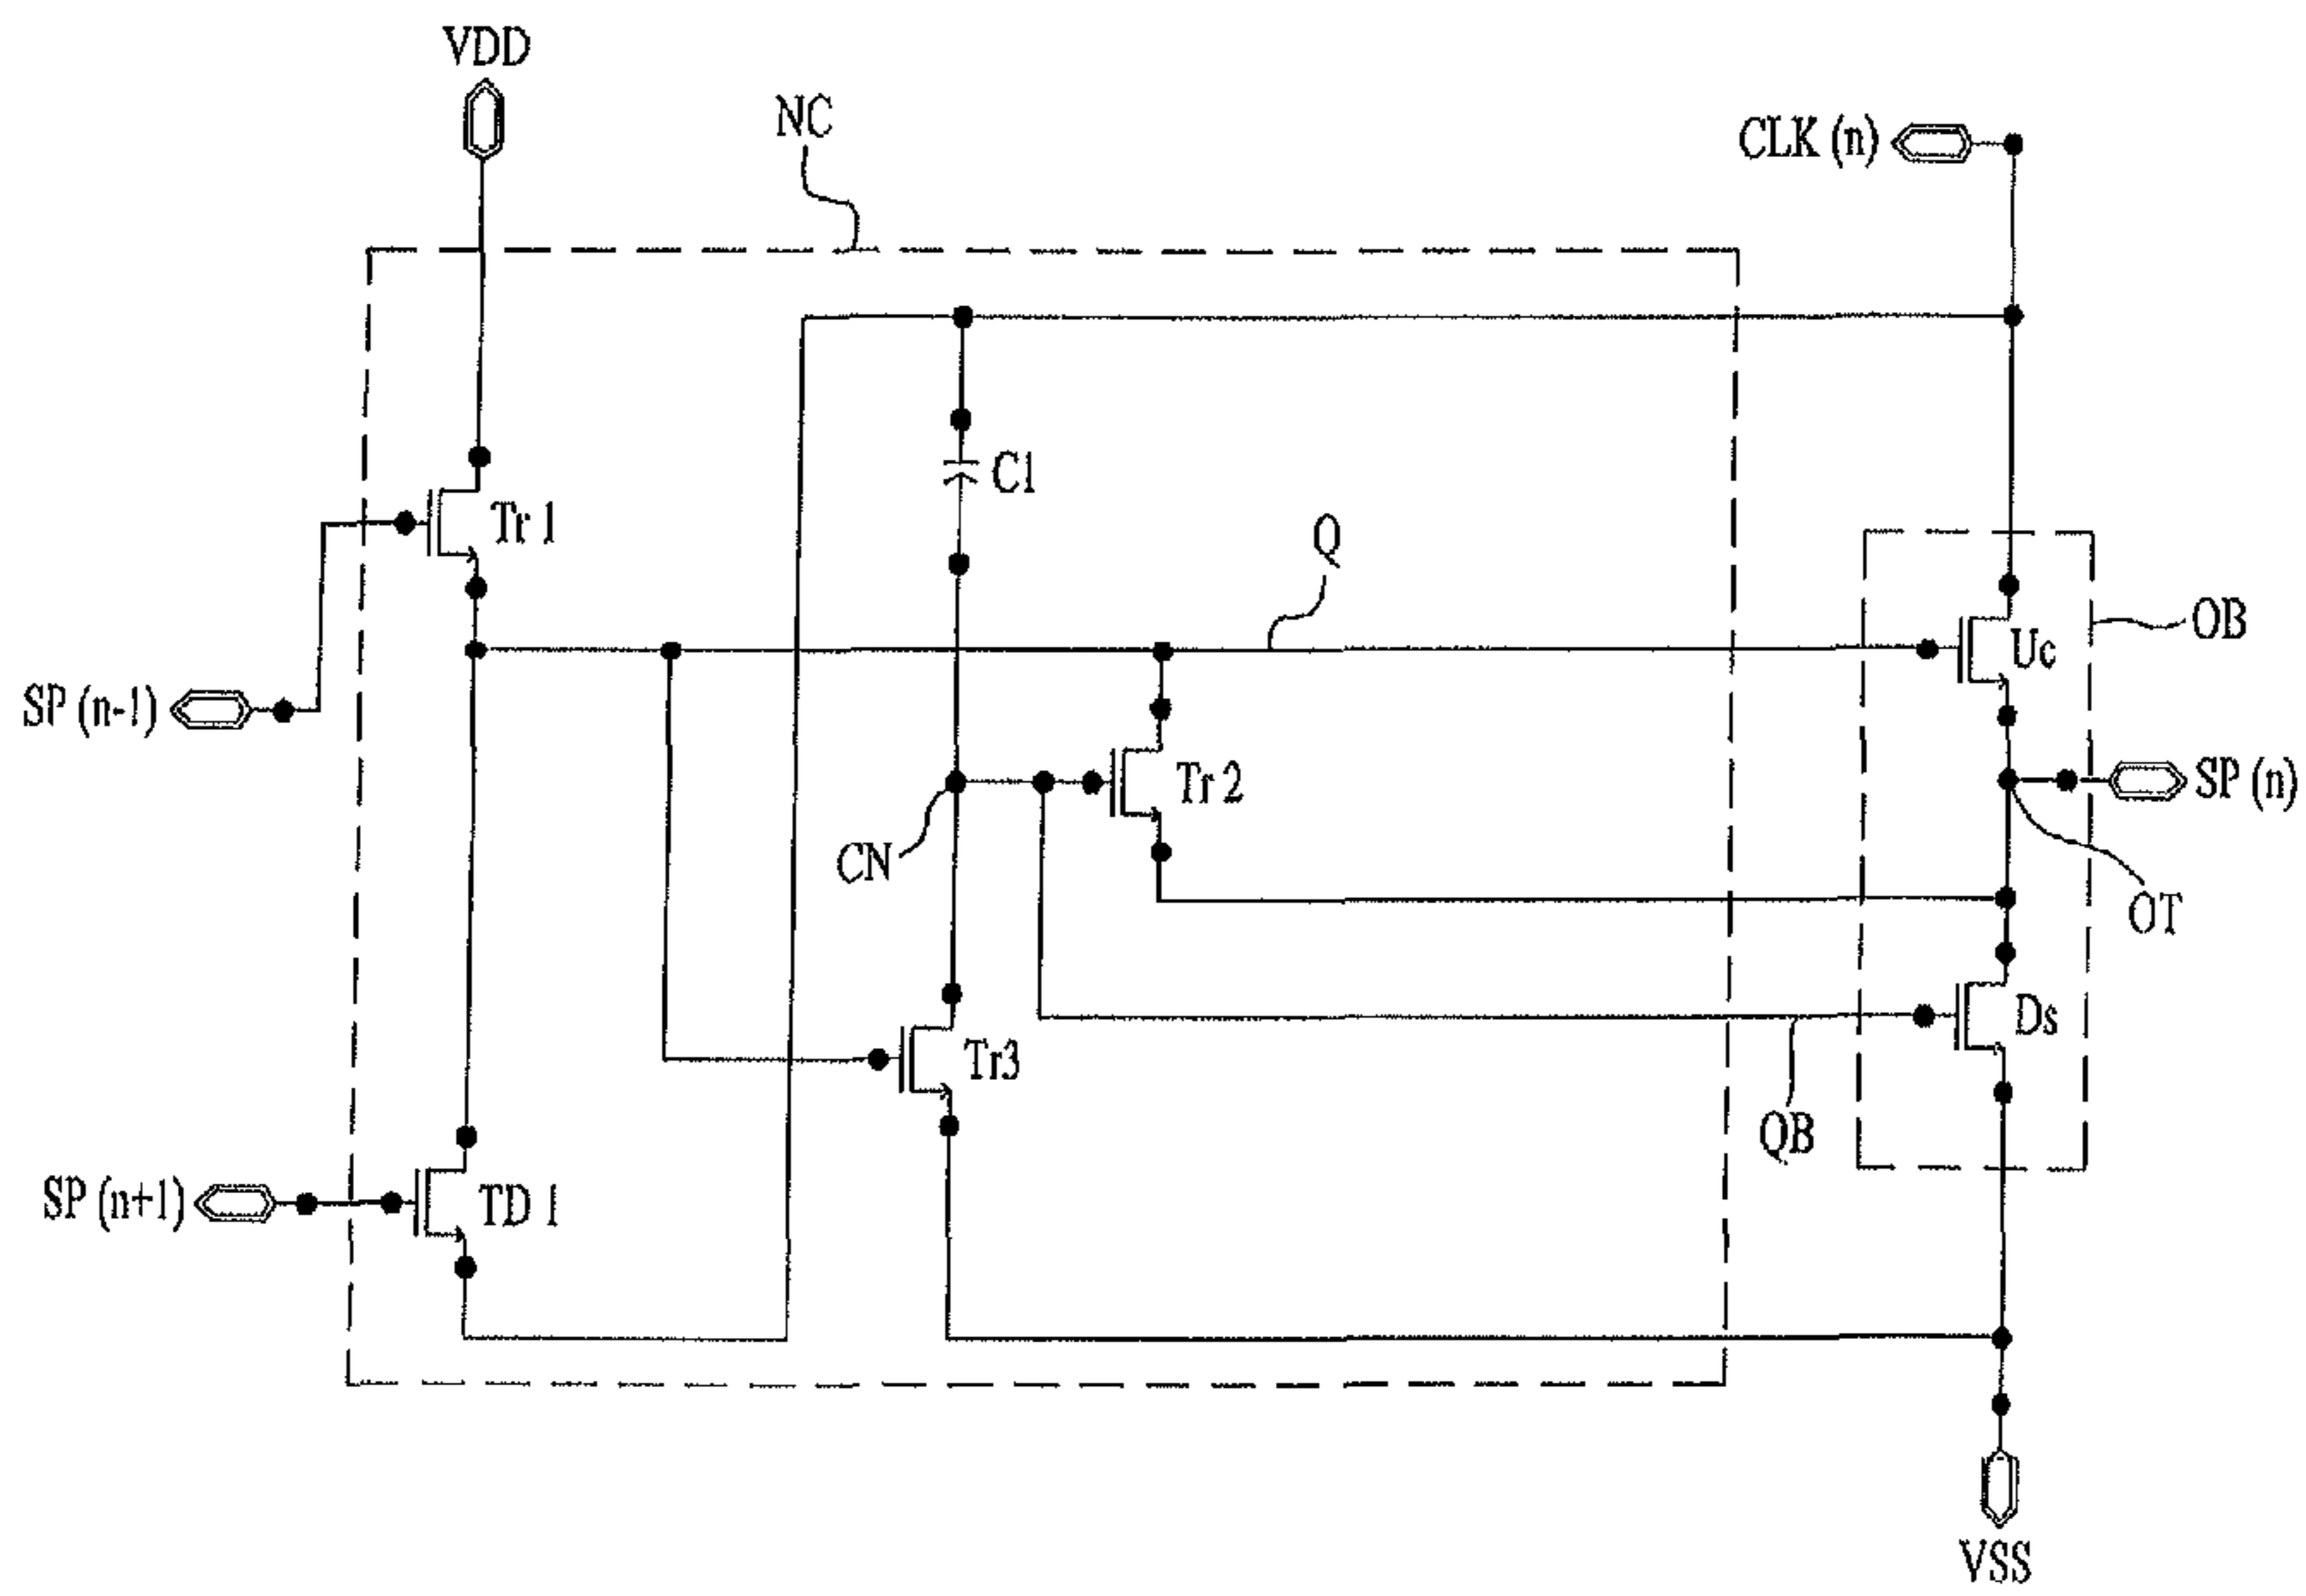 VDD
NC
CLK (n)
C1
Tr 1
Q
OB
Uc
SP (n-1)
Tr 2
SP (n)
CN
OT
Ds
Tr3
QB
SP (n+1)
TD 1
VSS